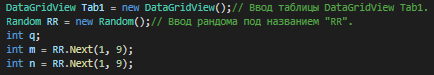 DataGridView Tab1 = new DataGridView();// Ввод таблицы DataGridView Tab1.
Random RR = new Random();// Ввод рандома под названием "RR".
int q;
int m = RR.Next(1, 9);
int n = RR.Next(1, 9);